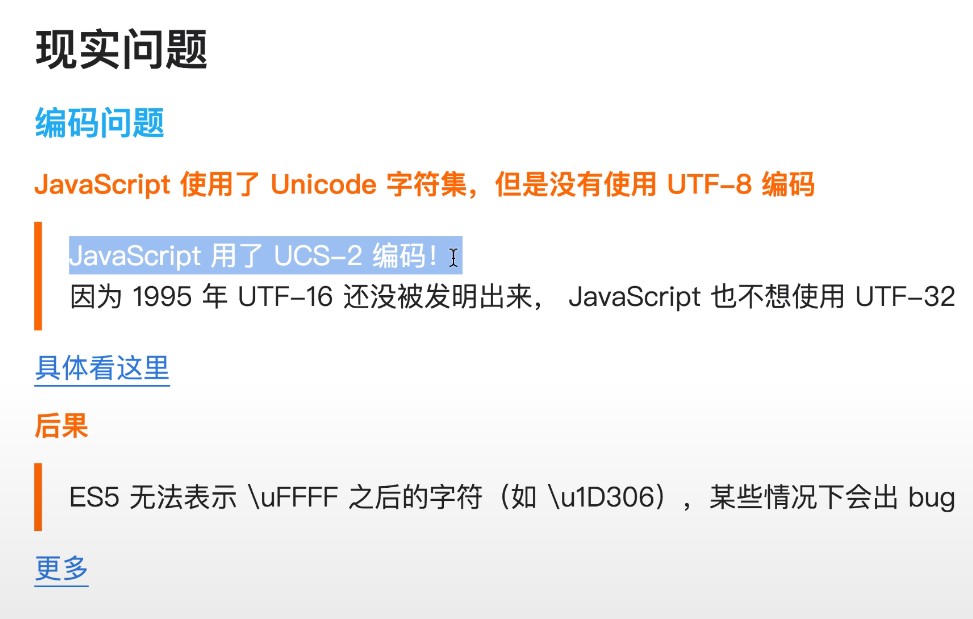 现实问题
编码问题
JavaScript 使用了 Unicode 字符集，但是没有使用 UTF-8 编码
JavaScript 用了 UCS-2 编码！
因为 1995 年 UTF-16 还没被发明出来， JavaScript 也不想使用 UTF-32
具体看这里
后果
ES5 无法表示 \uFFFF 之后的字符（如 \u1D306），某些情况下会出 bug
更多